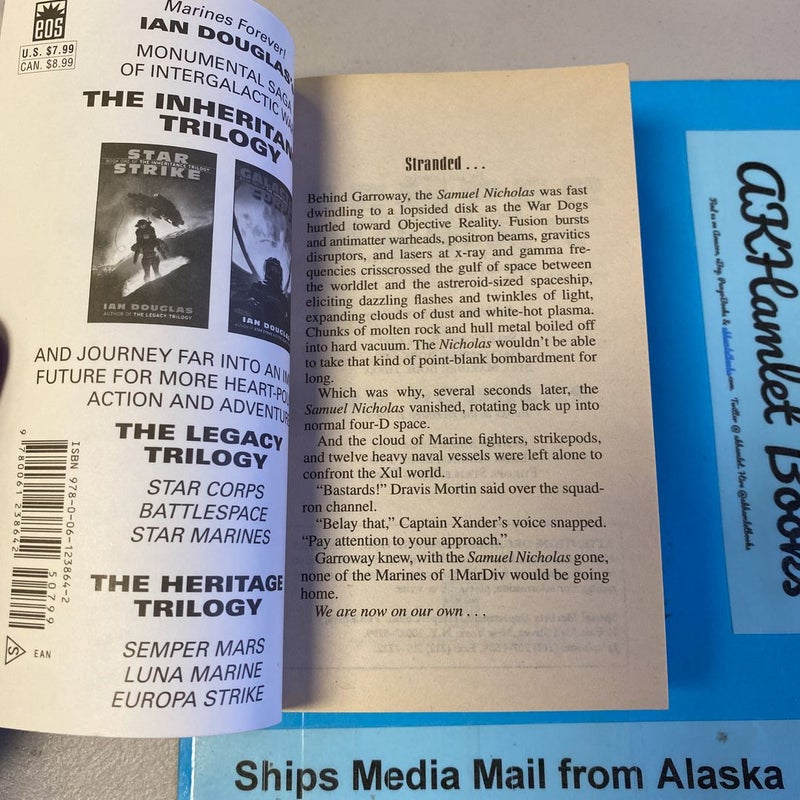 eos
U.S. $7.99
CAN. $8.99
Marines Forever!
IAN DOUGLAS
MONUMENTAL SAGA
OF INTERGALACTIC
THE INHERITAN
TRILOGY
STAR
BOOK ONE OF THE INHERITANCE TRILOGY
STRIKE
IAN DOUGLAS
AUTHOR OF THE LEGACY TRILOGY
IAN DOUGLAS
AND JOURNEY FAR INTO AN
FUTURE FOR MORE
ACTION AND
THE LEGACY
TRILOGY
STAR CORPS
BATTLESPACE
STAR MARINES
THE HERITAGE
TRILOGY
SEMPER MARS
LUNA MARINE
EUROPA STRIKE
ISBN 978-0-06-123864-2
9 780061 238642
50799
S
EAN
Stranded . . .
Behind Garroway, the Samuel Nicholas was fast
dwindling to a lopsided disk as the War Dogs
hurtled toward Objective Reality. Fusion bursts
and antimatter warheads, positron beams, gravitics
disruptors, and lasers at x-ray and gamma fre-
quencies crisscrossed the gulf of space between
the worldlet and the astreroid-sized spaceship,
eliciting dazzling flashes and twinkles of light,
expanding clouds of dust and white-hot plasma.
Chunks of molten rock and hull metal boiled off
into hard vacuum. The Nicholas wouldn't be able
to take that kind of point-blank bombardment for
long.
Which was why, several seconds later, the
Samuel Nicholas vanished, rotating back up into
normal four-D space.
And the cloud of Marine fighters, strikepods,
and twelve heavy naval vessels were left alone to
confront the Xul world.
"Bastards!" Dravis Mortin said over the squad-
ron channel.
"Belay that," Captain Xander's voice snapped.
"Pay attention to your approach."
Garroway knew, with the Samuel Nicholas gone,
none of the Marines of 1MarDiv would be going
home.
We are now on our own . . .
AKHamlet Books
Ships Media Mail from Alaska